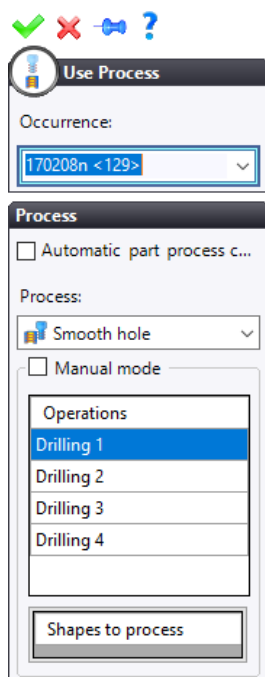 ?
Use Process
Occurrence:
170208n <129>
Process
Automatic part process c...
Process:
Smooth hole
Manual mode
Operations
Drilling 1
Drilling 2
Drilling 3
Drilling 4
Shapes to process